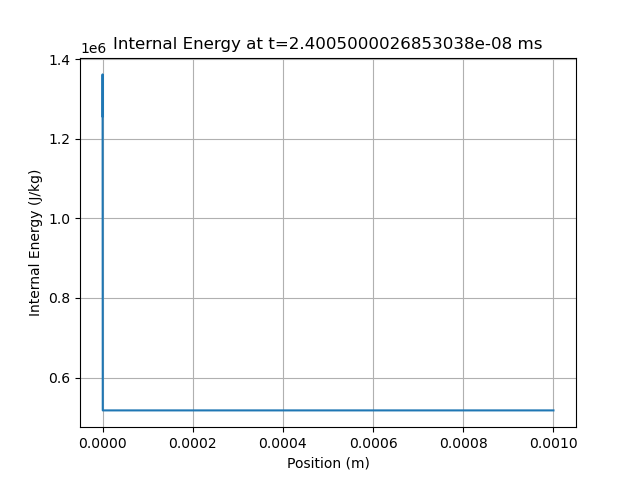 Internal Energy at t=2.4005000026853038e-08 ms
1e6
1.4
1.2
1.0
0.8
0.6
Internal Energy (J/kg)
0.0000 0.0002 0.0004 0.0006 0.0008 0.0010
Position (m)